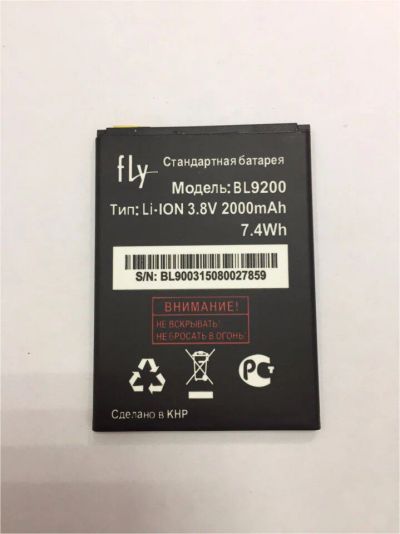 fly
Стандартная батарея
Модель: BL9200
Тип: Li-ION 3.8V 2000mAh
7.4Wh
S/N: BL900315080027859
ВНИМАНИЕ!
НЕ ВСКРЫВАТЬ!
НЕ БРОСАТЬ В ОГОНЬ!
РСТ
Сделано в КНР